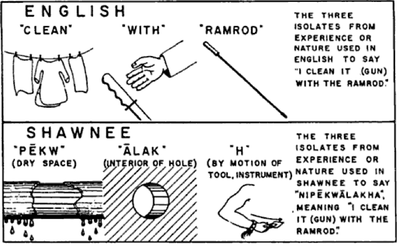 ENGLISH
"CLEAN" "WITH" "RAMROD"
THE THREE
ISOLATES FROM
EXPERIENCE OR
NATURE USED IN
ENGLISH TO SAY
"I CLEAN IT (GUN)
WITH THE RAMROD."
SHAWNEE
"PĒKW" "ĀLAK" "H"
(DRY SPACE) (INTERIOR OF HOLE) (BY MOTION OF
TOOL, INSTRUMENT)
THE THREE
ISOLATES FROM
EXPERIENCE OR
NATURE USED IN
SHAWNEE TO SAY
"NIPĒKWĀLAKHA",
MEANING "I CLEAN
IT (GUN) WITH THE
RAMROD."